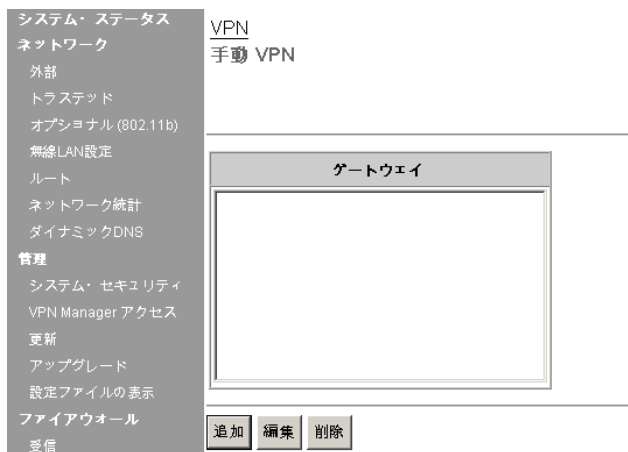 システム・ステータス
ネットワーク
外部
トラステッド
オプショナル (802.11b)
無線LAN設定
ルート
ネットワーク統計
ダイナミックDNS
管理
システム・セキュリティ
VPN Manager アクセス
更新
アップグレード
設定ファイルの表示
ファイアウォール
受信
VPN
手動 VPN
ゲートウェイ
追加
編集
削除